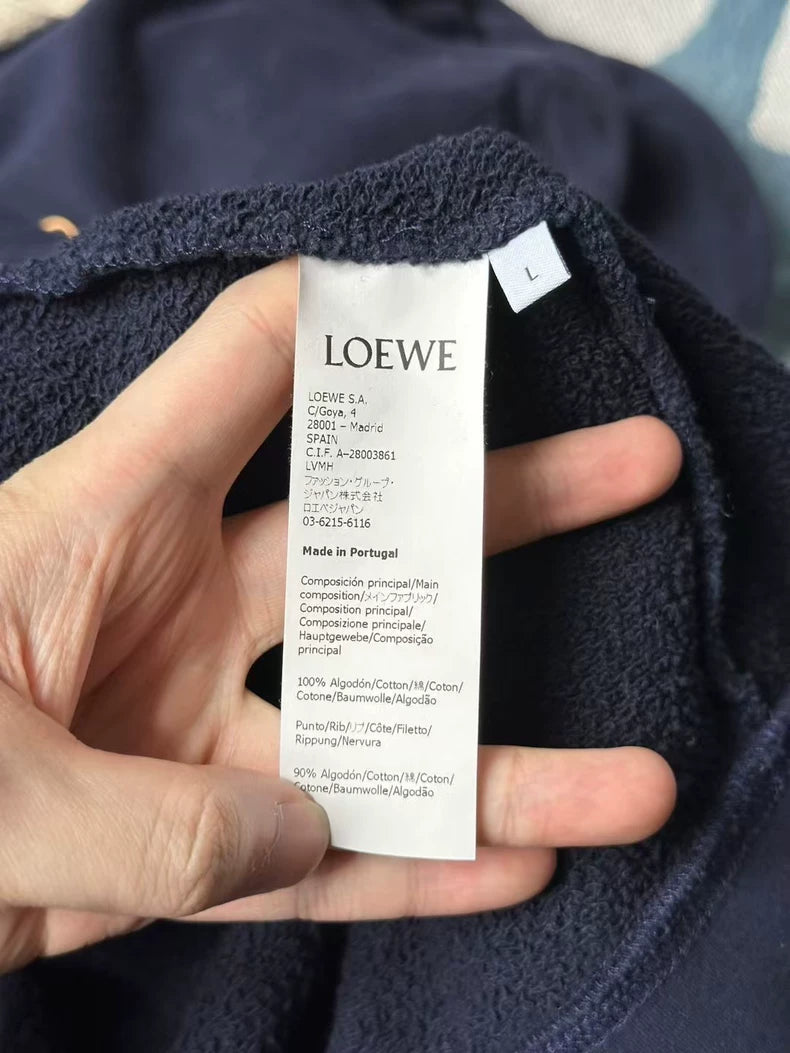 L
LOEWE
LOEWE S.A.
C/Goya, 4
28001 – Madrid
SPAIN
C.I.F. A-28003861
LVMH
ファッション・グループ・
ジャパン株式会社
ロエベジャパン
03-6215-6116
Made in Portugal
Composición principal/Main
composition/メインファブリック/
Composition principal/
Composizione principale/
Hauptgewebe/Composição
principal
100% Algodón/Cotton/綿/Coton/
Cotone/Baumwolle/Algodão
Punto/Rib/リブ/Côte/Filetto/
Rippung/Nervura
90% Algodón/Cotton/綿/Coton/
Cotone/Baumwolle/Algodão